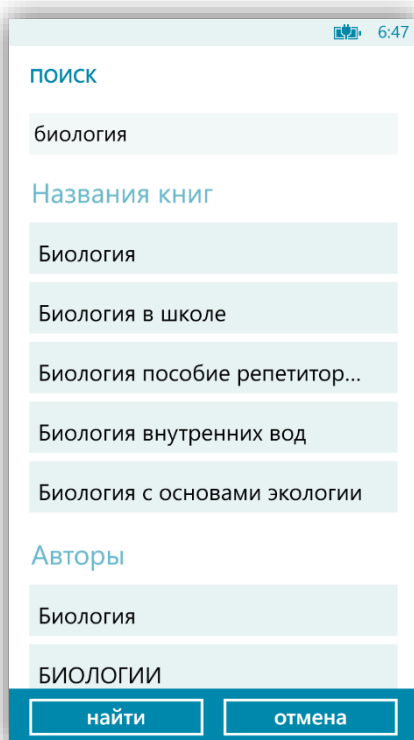 6:47
ПОИСК
биология
Названия книг
Биология
Биология в школе
Биология пособие репетитор...
Биология внутренних вод
Биология с основами экологии
Авторы
Биология
БИОЛОГИИ
найти
отмена